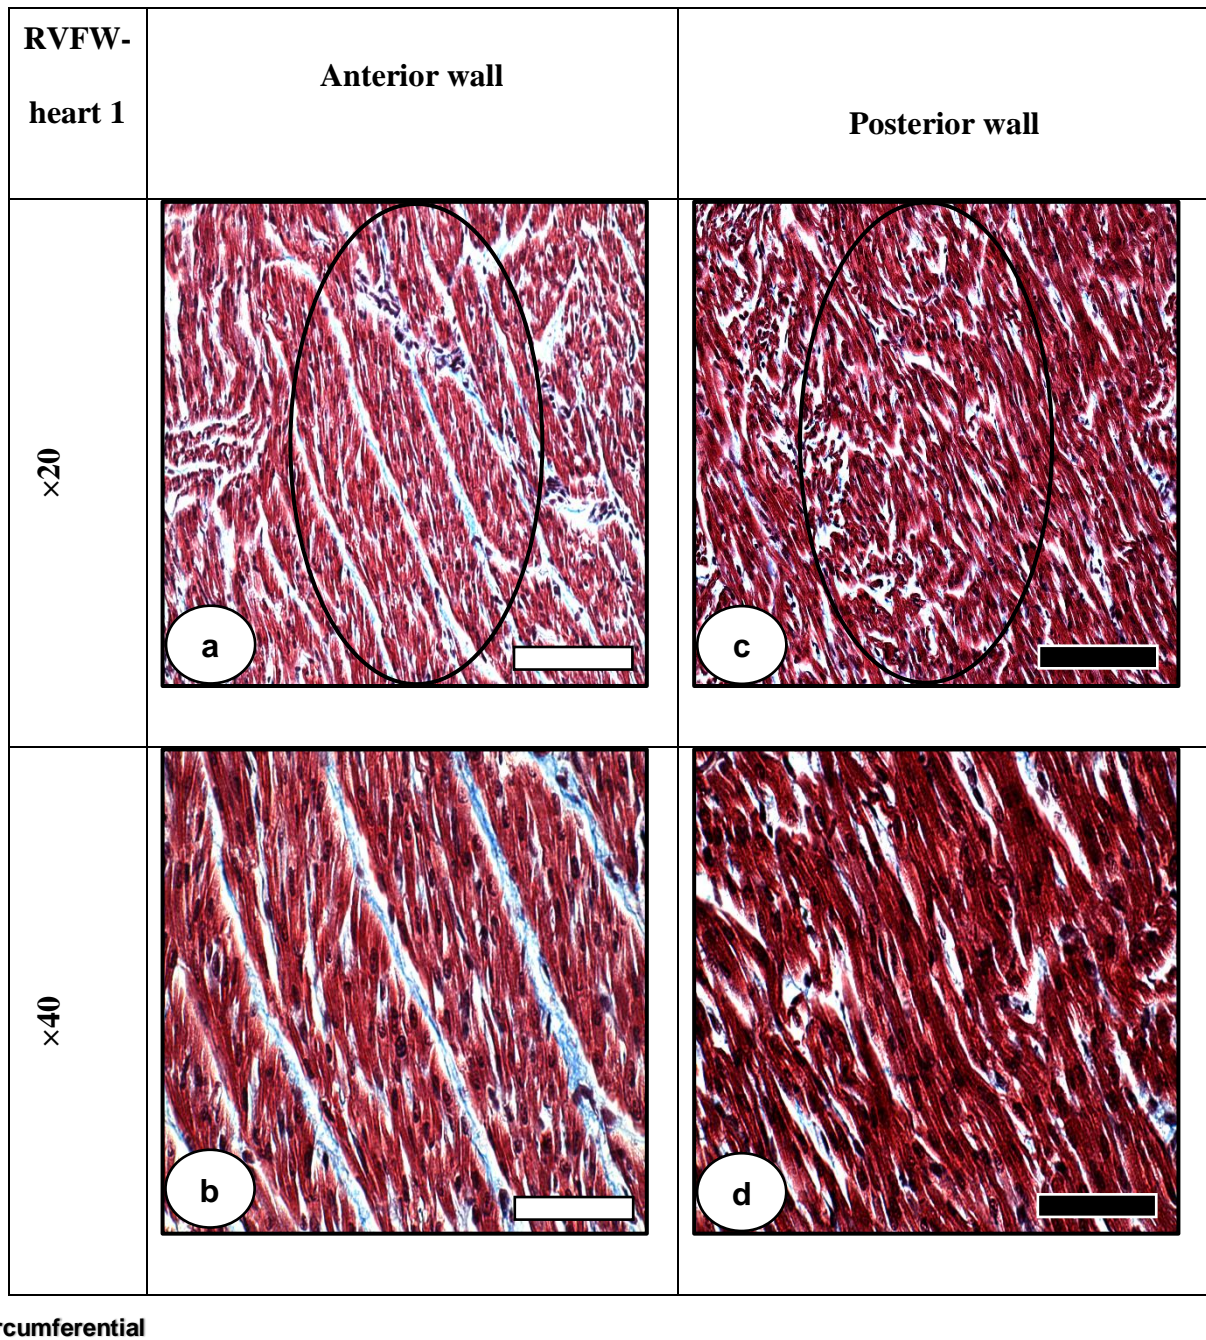 RVFW-
heart 1
Anterior wall
Posterior wall
×20
a
c
×40
b
d
rcumferential